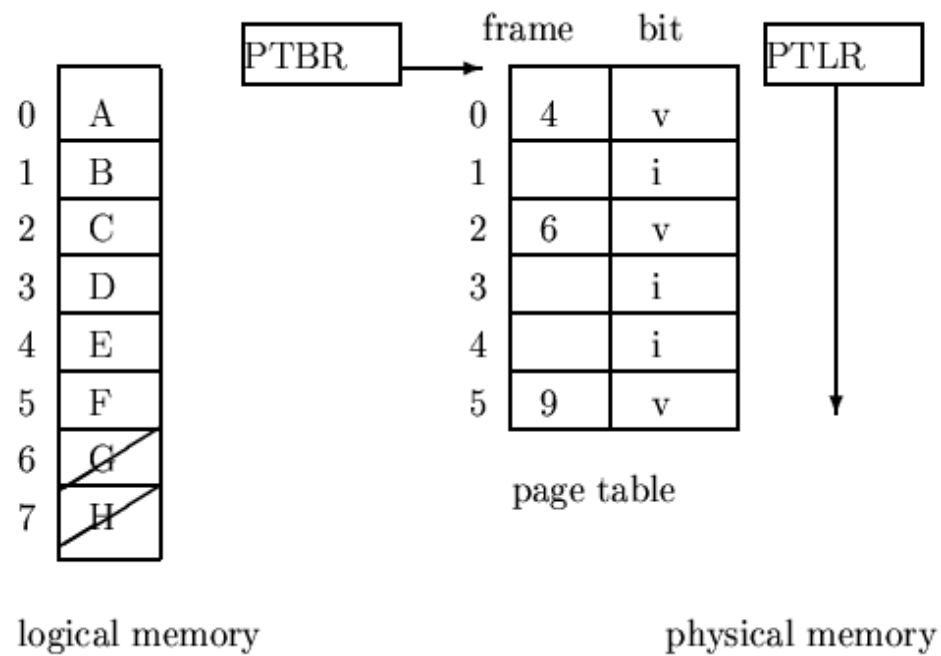 frame bit
PTBR PTLR
0 A 0 4 v
1 B 1 i
2 C 2 6 v
3 D 3 i
4 E 4 i
5 F 5 9 v
6 G
page table
7 H
logical memory physical memory